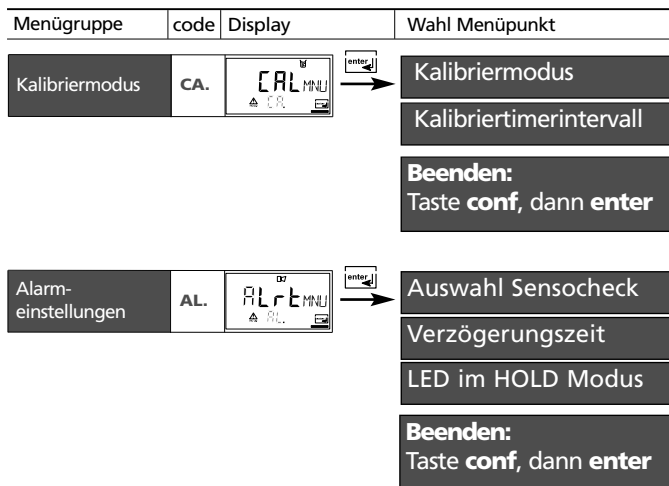 Menügruppe code Display Wahl Menüpunkt
Kalibriermodus CA. CAL MNU enter Kalibriermodus
CA.
Kalibriertimerintervall
Beenden:
Taste conf, dann enter
Alarm-
einstellungen AL. ALrt MNU enter Auswahl Sensocheck
AL.
Verzögerungszeit
LED im HOLD Modus
Beenden:
Taste conf, dann enter